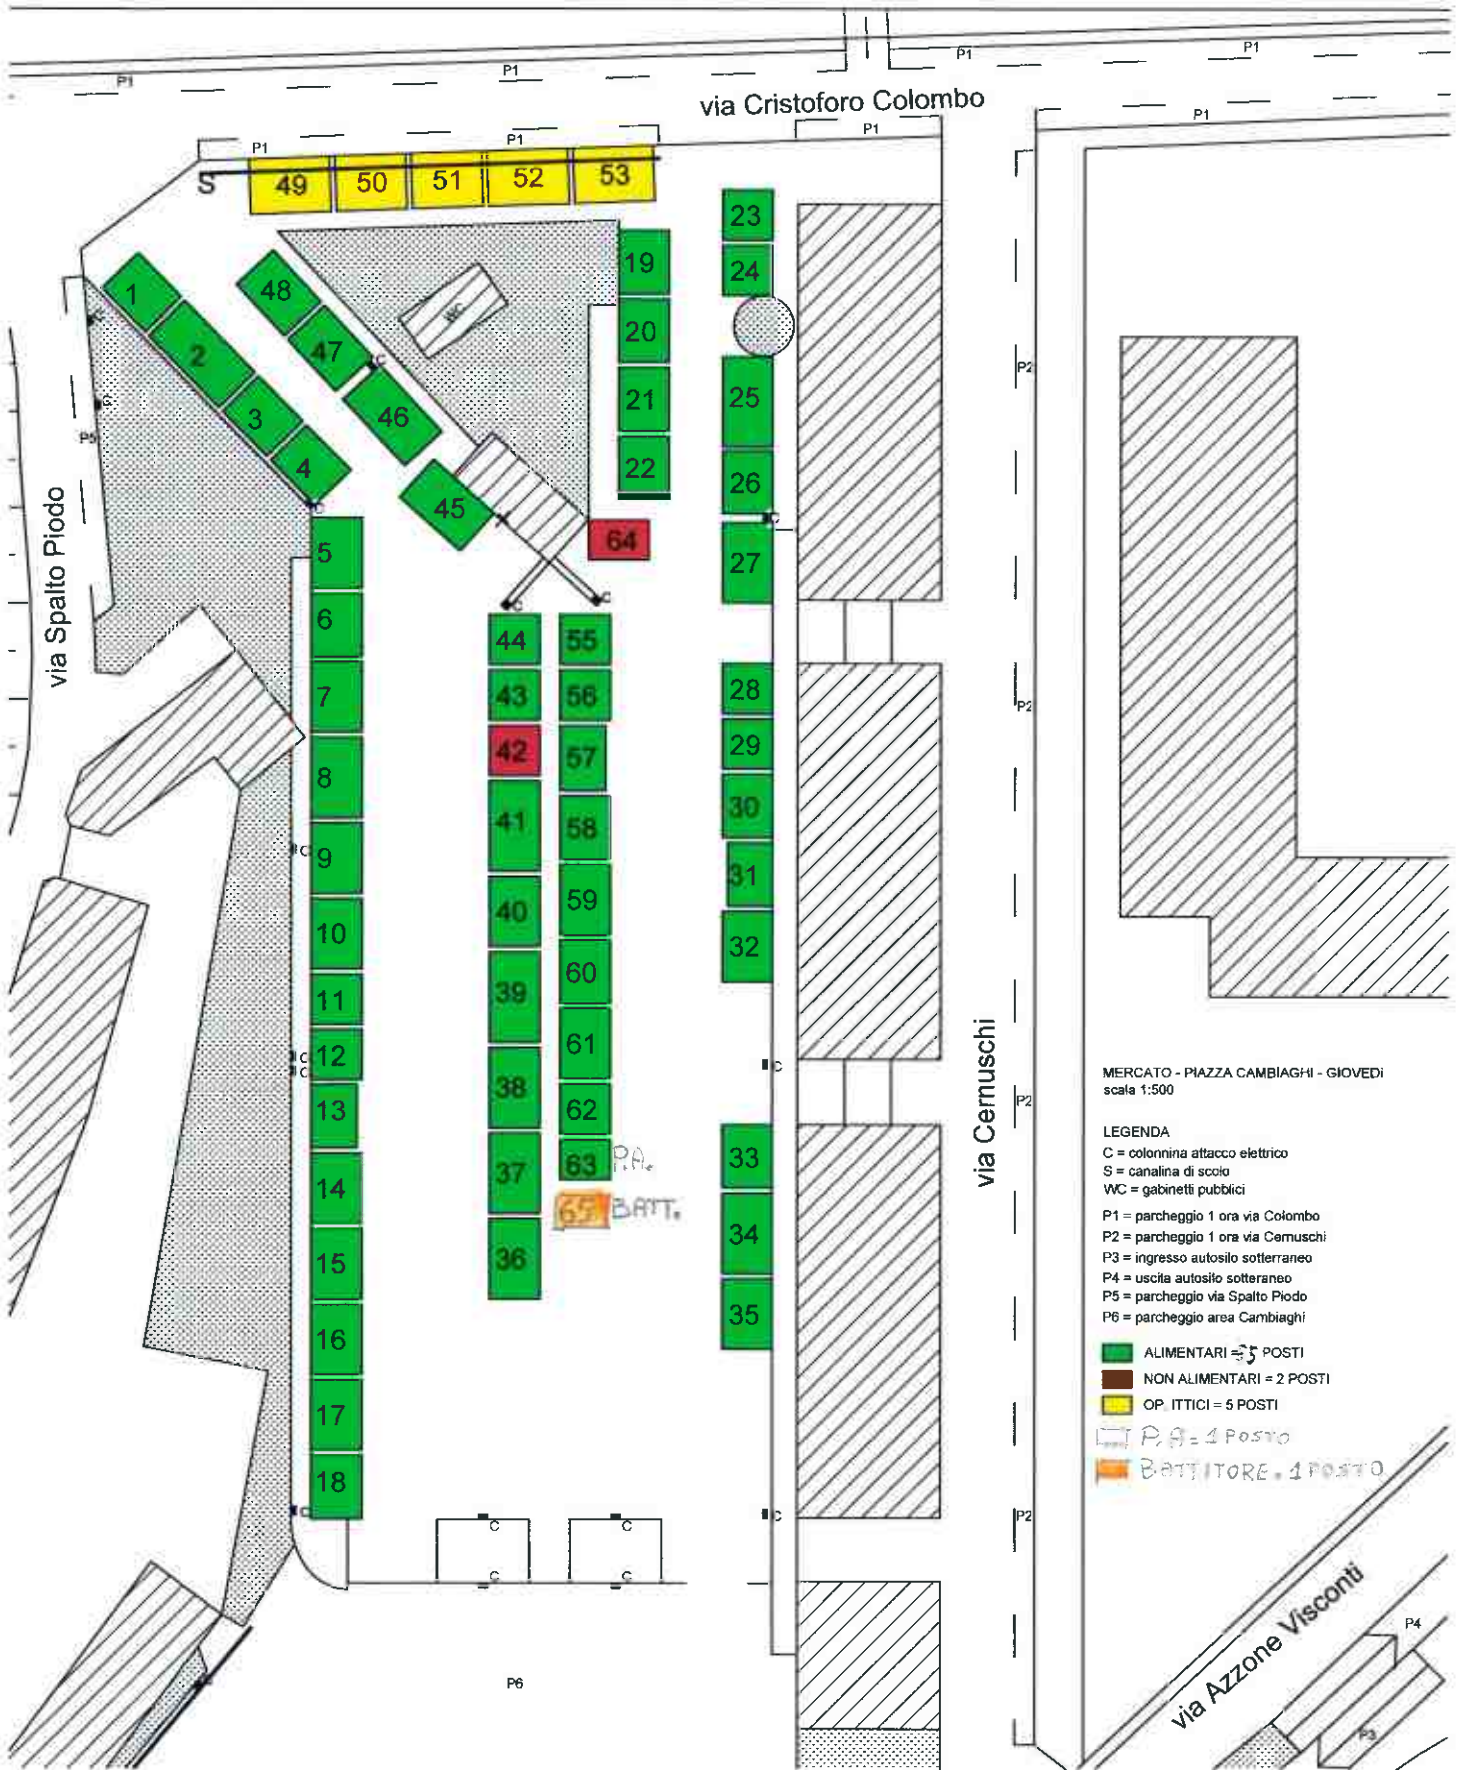 P1
P1
P1
P1
via Cristoforo Colombo
P1
P1
P1
P1
S
49
50
51
52
53
23
1
48
19
24
WC
2
47
C
20
C
C
P2
3
46
21
25
P5
4
22
26
45
C
C
64
27
5
via Spalto Piodo
C
C
6
44
55
7
43
56
28
P2
42
57
29
8
41
58
30
C
9
31
40
59
10
32
39
60
11
61
C
12
C
C
38
via Cernuschi
13
62
P2
37
63
P.A.
33
14
65
BATT.
34
36
15
35
16
17
18
C
C
C
C
P2
C
C
P6
MERCATO - PIAZZA CAMBIAGHI - GIOVEDì
scala 1:500
LEGENDA
C = colonnina attacco elettrico
S = canalina di scolo
WC = gabinetti pubblici
P1 = parcheggio 1 ora via Colombo
P2 = parcheggio 1 ora via Cernuschi
P3 = ingresso autosilo sotterraneo
P4 = uscita autosilo sotteraneo
P5 = parcheggio via Spalto Piodo
P6 = parcheggio area Cambiaghi
ALIMENTARI = POSTI
NON ALIMENTARI = 2 POSTI
OP. ITTICI = 5 POSTI
P.A. = 1 POSTO
BATTITORE = 1 POSTO
via Azzone Visconti
P4
P3